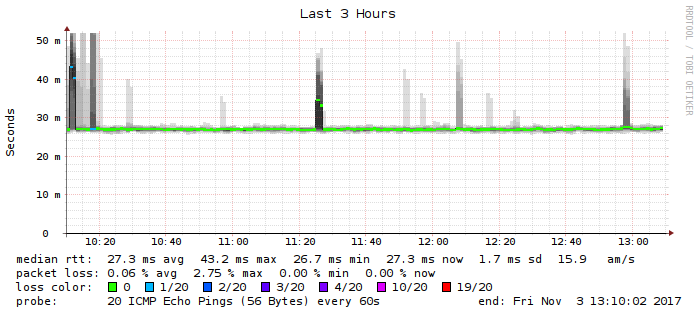 Last 3 Hours
RRDTOOL / TOBI OETIKER
Seconds
50 m
40 m
30 m
20 m
10 m
0
10:20 10:40 11:00 11:20 11:40 12:00 12:20 12:40 13:00
median rtt: 27.3 ms avg 43.2 ms max 26.7 ms min 27.3 ms now 1.7 ms sd 15.9 am/s
packet loss: 0.06 % avg 2.75 % max 0.00 % min 0.00 % now
loss color: 0 1/20 2/20 3/20 4/20 10/20 19/20
probe: 20 ICMP Echo Pings (56 Bytes) every 60s end: Fri Nov 3 13:10:02 2017